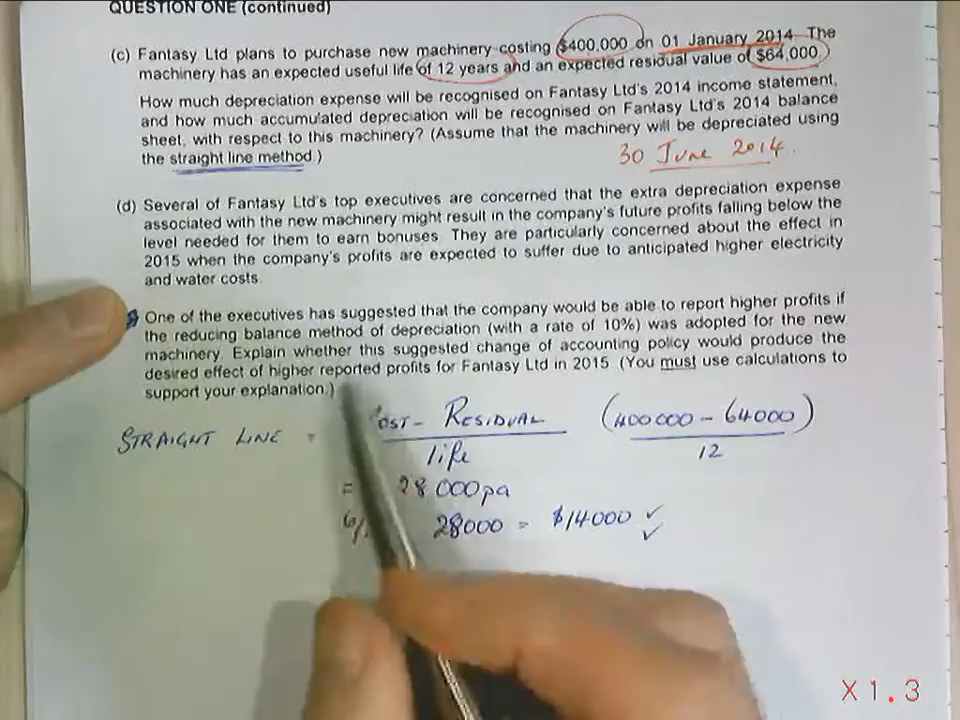 QUESTION ONE (continued)
(c) Fantasy Ltd plans to purchase new machinery costing $400,000 on 01 January 2014. The
machinery has an expected useful life of 12 years and an expected residual value of $64,000.
How much depreciation expense will be recognised on Fantasy Ltd's 2014 income statement,
and how much accumulated depreciation will be recognised on Fantasy Ltd's 2014 balance
sheet, with respect to this machinery? (Assume that the machinery will be depreciated using
the straight line method.)
30 June 2014.
(d) Several of Fantasy Ltd's top executives are concerned that the extra depreciation expense
associated with the new machinery might result in the company's future profits falling below the
level needed for them to earn bonuses. They are particularly concerned about the effect in
2015 when the company's profits are expected to suffer due to anticipated higher electricity
and water costs.
One of the executives has suggested that the company would be able to report higher profits if
the reducing balance method of depreciation (with a rate of 10%) was adopted for the new
machinery. Explain whether this suggested change of accounting policy would produce the
desired effect of higher reported profits for Fantasy Ltd in 2015. (You must use calculations to
support your explanation.)
STRAIGHT LINE = COST - RESIDUAL (400000 - 64000)
life 12
= 28000pa
28000 = $14000 ✓
✓
X1.3